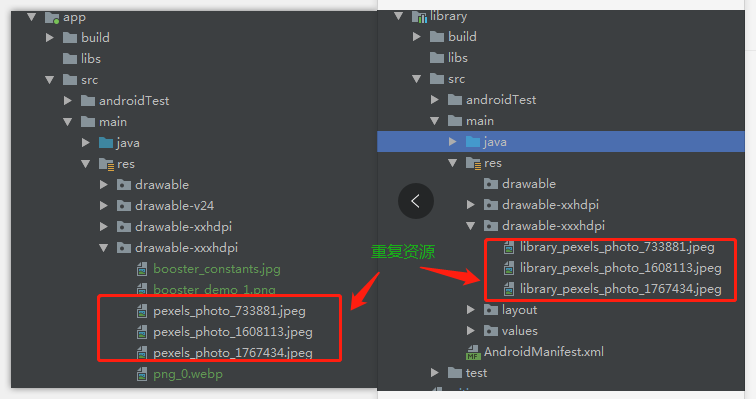 app
build
libs
src
androidTest
main
java
res
drawable
drawable-v24
drawable-xxhdpi
drawable-xxxhdpi
booster_constants.jpg
booster_demo_1.png
pexels_photo_733881.jpeg
pexels_photo_1608113.jpeg
pexels_photo_1767434.jpeg
png_0.webp
重复资源
library
build
libs
src
androidTest
main
java
res
drawable
drawable-xxhdpi
drawable-xxxhdpi
library_pexels_photo_733881.jpeg
library_pexels_photo_1608113.jpeg
library_pexels_photo_1767434.jpeg
layout
values
MF
AndroidManifest.xml
test